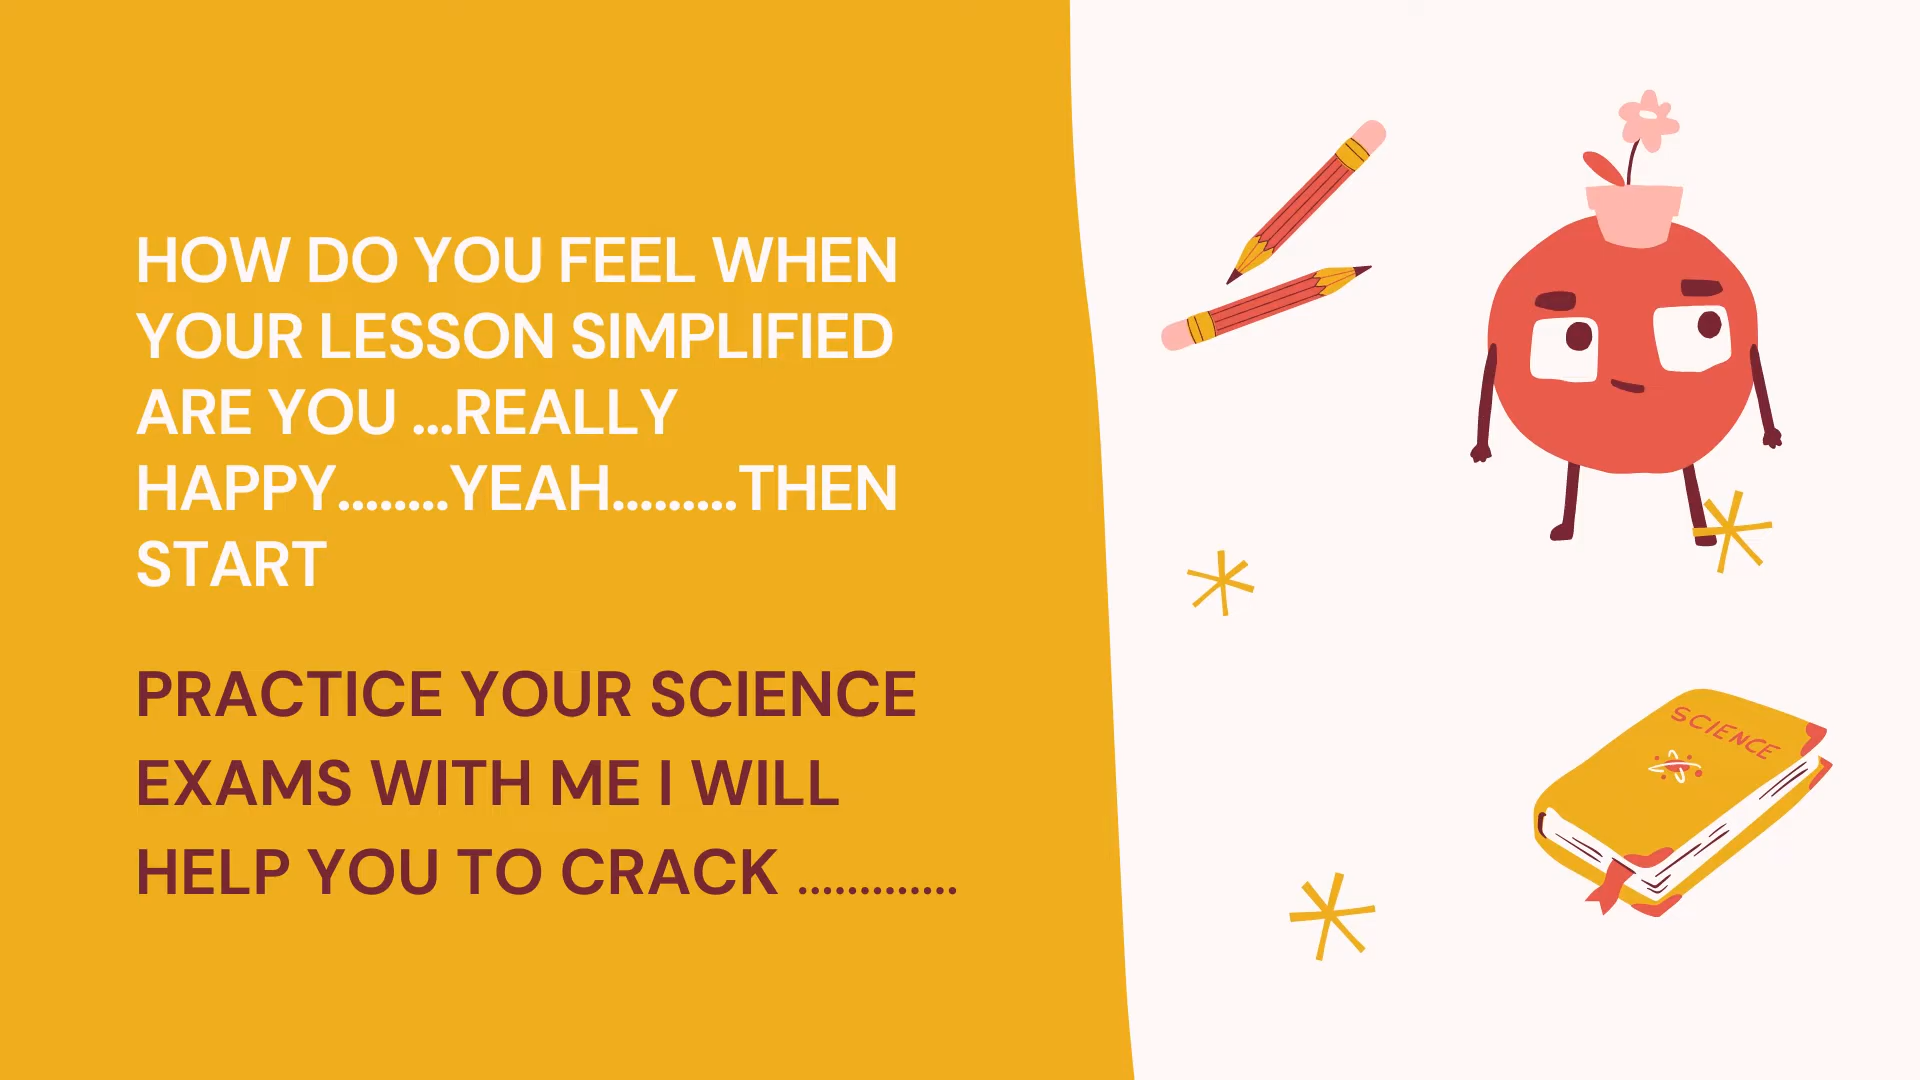 HOW DO YOU FEEL WHEN
YOUR LESSON SIMPLIFIED
ARE YOU ...REALLY
HAPPY........YEAH.........THEN
START
PRACTICE YOUR SCIENCE
EXAMS WITH ME I WILL
HELP YOU TO CRACK .............
SCIENCE